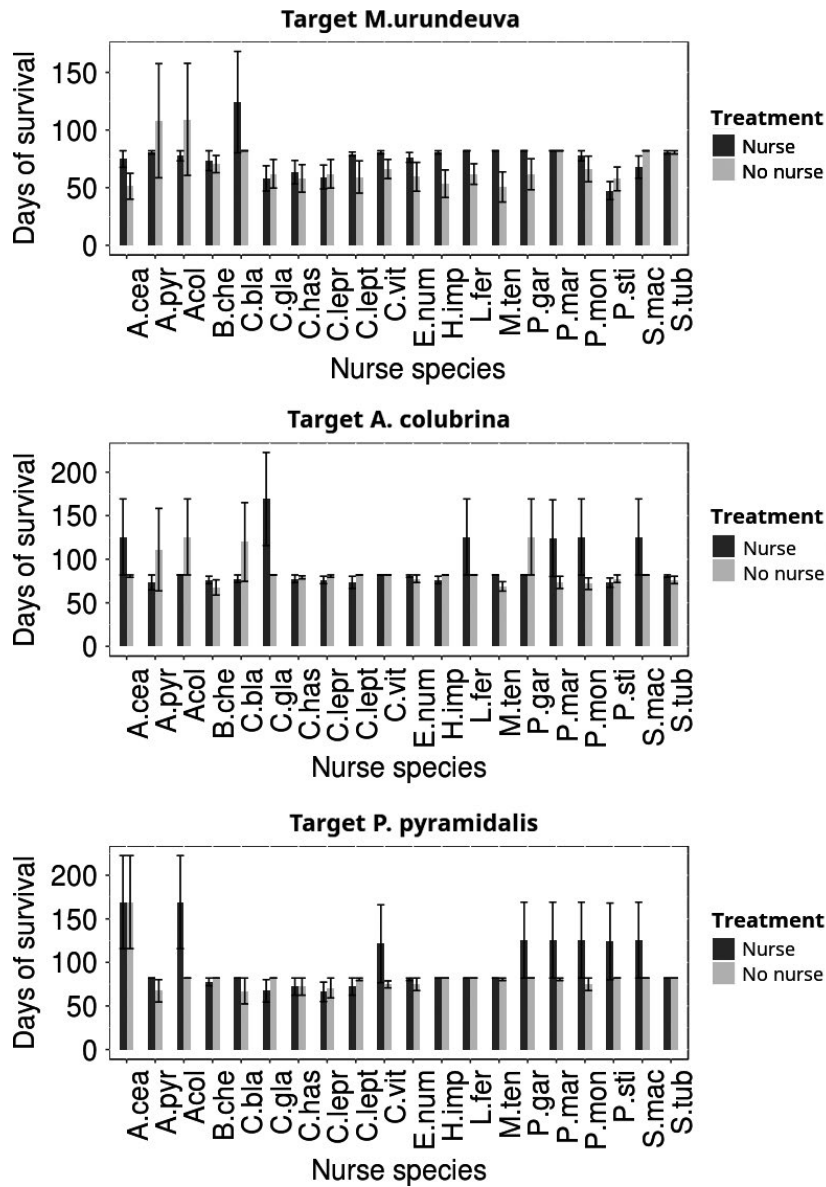 Target M.urundeuva
Days of survival
150
100
50
0
A.cea
A.pyr
Acol
B.che
C.bla
C.gla
C.has
C.lepr
C.lept
C.vit
E.num
H.imp
L.fer
M.ten
P.gar
P.mar
P.mon
P.sti
S.mac
S.tub
Nurse species
Treatment
Nurse
No nurse
Target A. colubrina
Days of survival
200
150
100
50
0
A.cea
A.pyr
Acol
B.che
C.bla
C.gla
C.has
C.lepr
C.lept
C.vit
E.num
H.imp
L.fer
M.ten
P.gar
P.mar
P.mon
P.sti
S.mac
S.tub
Nurse species
Treatment
Nurse
No nurse
Target P. pyramidalis
Days of survival
200
150
100
50
0
A.cea
A.pyr
Acol
B.che
C.bla
C.gla
C.has
C.lepr
C.lept
C.vit
E.num
H.imp
L.fer
M.ten
P.gar
P.mar
P.mon
P.sti
S.mac
S.tub
Nurse species
Treatment
Nurse
No nurse